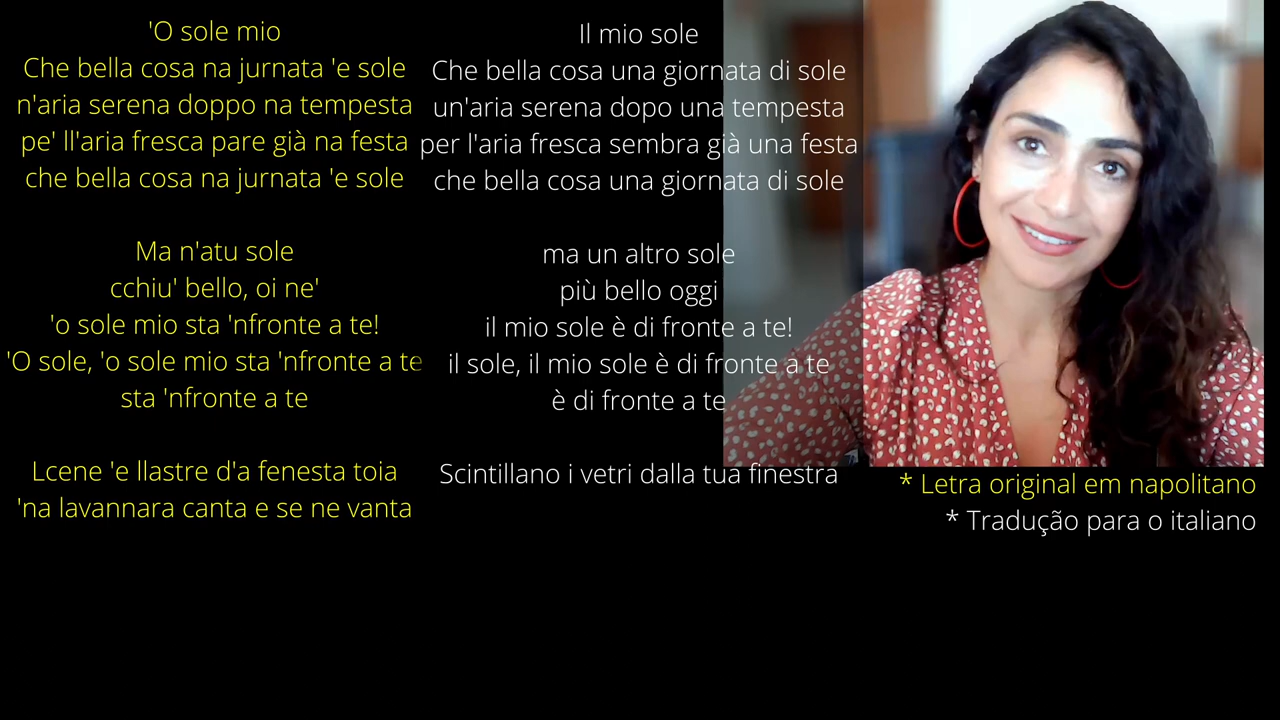 'O sole mio
Che bella cosa na jurnata 'e sole
n'aria serena doppo na tempesta
pe' ll'aria fresca pare già na festa
che bella cosa na jurnata 'e sole
Ma n'atu sole
cchiu' bello, oi ne'
'o sole mio sta 'nfronte a te!
'O sole, 'o sole mio sta 'nfronte a te
sta 'nfronte a te
Lcene 'e llastre d'a fenesta toia
'na lavannara canta e se ne vanta
Il mio sole
Che bella cosa una giornata di sole
un'aria serena dopo una tempesta
per l'aria fresca sembra già una festa
che bella cosa una giornata di sole
ma un altro sole
più bello oggi
il mio sole è di fronte a te!
il sole, il mio sole è di fronte a te
è di fronte a te
Scintillano i vetri dalla tua finestra
* Letra original em napolitano
* Tradução para o italiano